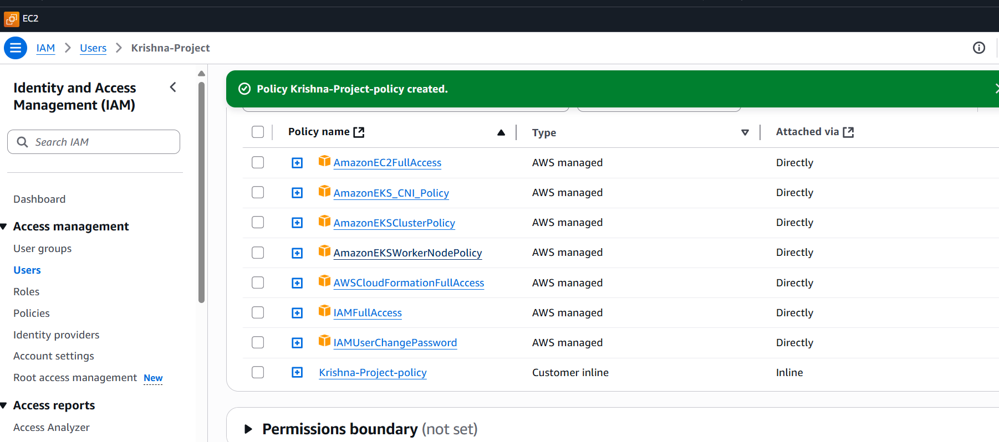 EC2
IAM Users Krishna-Project
Identity and Access
Management (IAM)
Search IAM
Dashboard
Access management
User groups
Users
Roles
Policies
Identity providers
Account settings
Root access management New
Access reports
Access Analyzer
Policy Krishna-Project-policy created.
Policy name Type Attached via
AmazonEC2FullAccess AWS managed Directly
AmazonEKS_CNI_Policy AWS managed Directly
AmazonEKSClusterPolicy AWS managed Directly
AmazonEKSWorkerNodePolicy AWS managed Directly
AWSCloudFormationFullAccess AWS managed Directly
IAMFullAccess AWS managed Directly
IAMUserChangePassword AWS managed Directly
Krishna-Project-policy Customer inline Inline
Permissions boundary (not set)